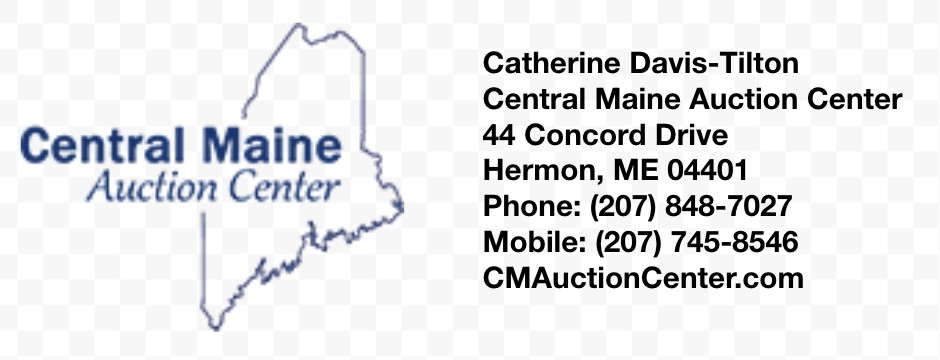 Central Maine
Auction Center
Catherine Davis-Tilton
Central Maine Auction Center
44 Concord Drive
Hermon, ME 04401
Phone: (207) 848-7027
Mobile: (207) 745-8546
CMAuctionCenter.com